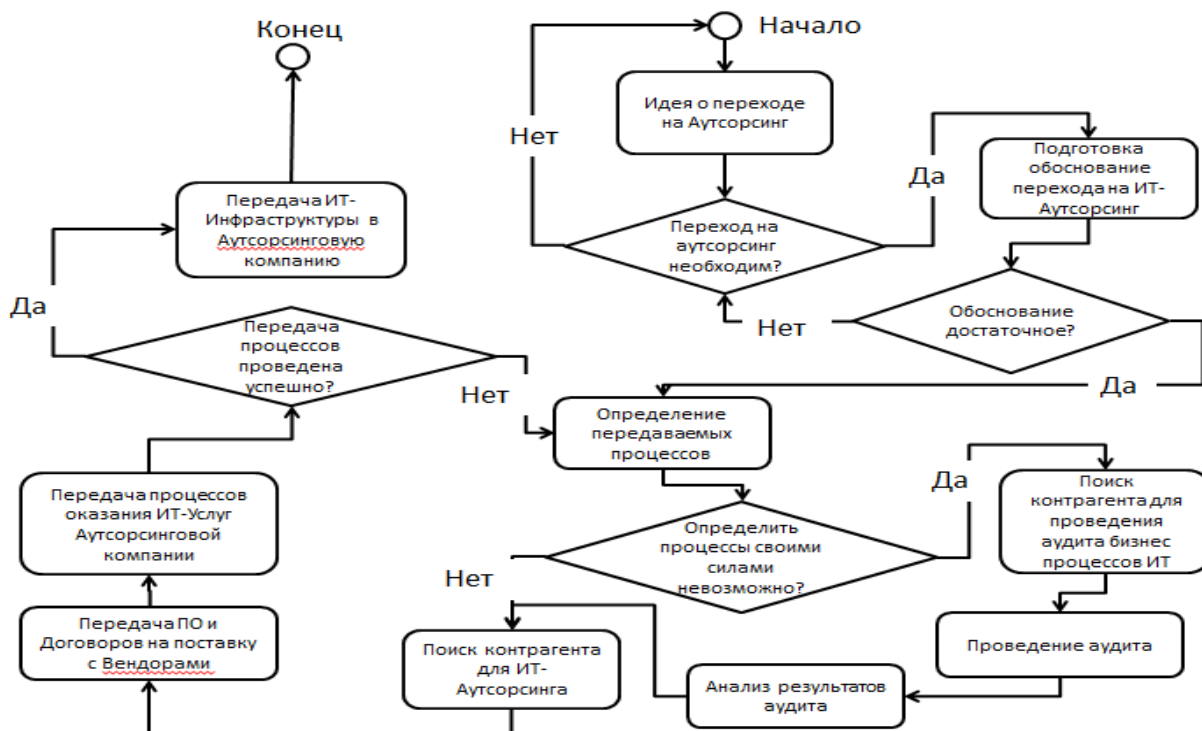 Конец
Начало
Идея о переходе
на Аутсорсинг
Нет
Да
Подготовка
обоснование
перехода на ИТ-
Аутсорсинг
Передача ИТ-
Инфраструктуры в
Аутсорсинговую
компанию
Переход на
аутсорсинг
необходим?
Да
Нет
Обоснование
достаточное?
Передача
процессов
проведена
успешно?
Нет
Да
Определение
передаваемых
процессов
Передача процессов
оказания ИТ-Услуг
Аутсорсинговой
компании
Определить
процессы своими
силами
невозможно?
Да
Поиск
контрагента для
проведения
аудита бизнес
процессов ИТ
Нет
Передача ПО и
Договоров на поставку
с Вендорами
Поиск контрагента
для ИТ-
Аутсорсинга
Проведение аудита
Анализ результатов
аудита